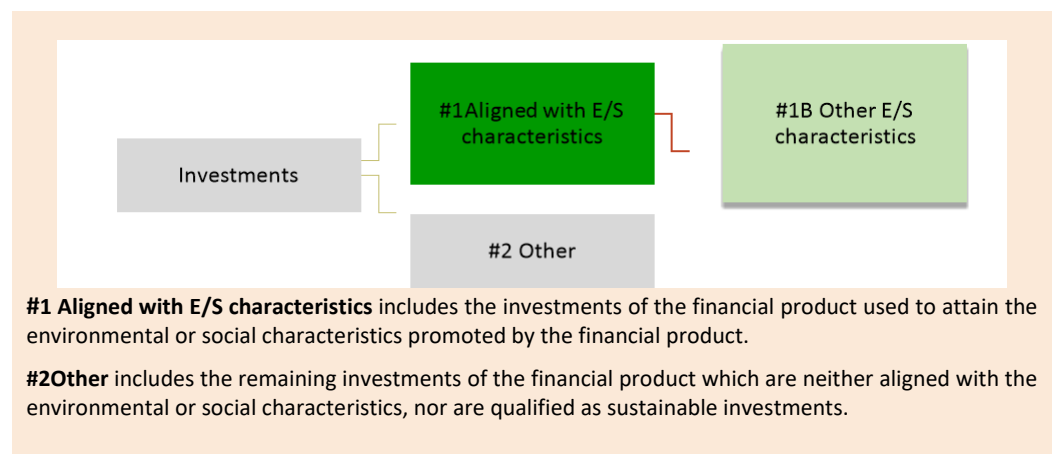 #1Aligned with E/S
characteristics
#1B Other E/S
characteristics
Investments
#2 Other
#1 Aligned with E/S characteristics includes the investments of the financial product used to attain the
environmental or social characteristics promoted by the financial product.
#2Other includes the remaining investments of the financial product which are neither aligned with the
environmental or social characteristics, nor are qualified as sustainable investments.